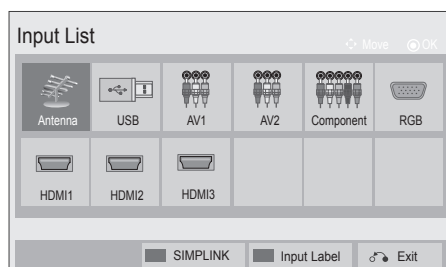 Input List
Move OK
Antenna USB AV1 AV2 Component RGB
HDMI1 HDMI2 HDMI3
SIMPLINK Input Label Exit